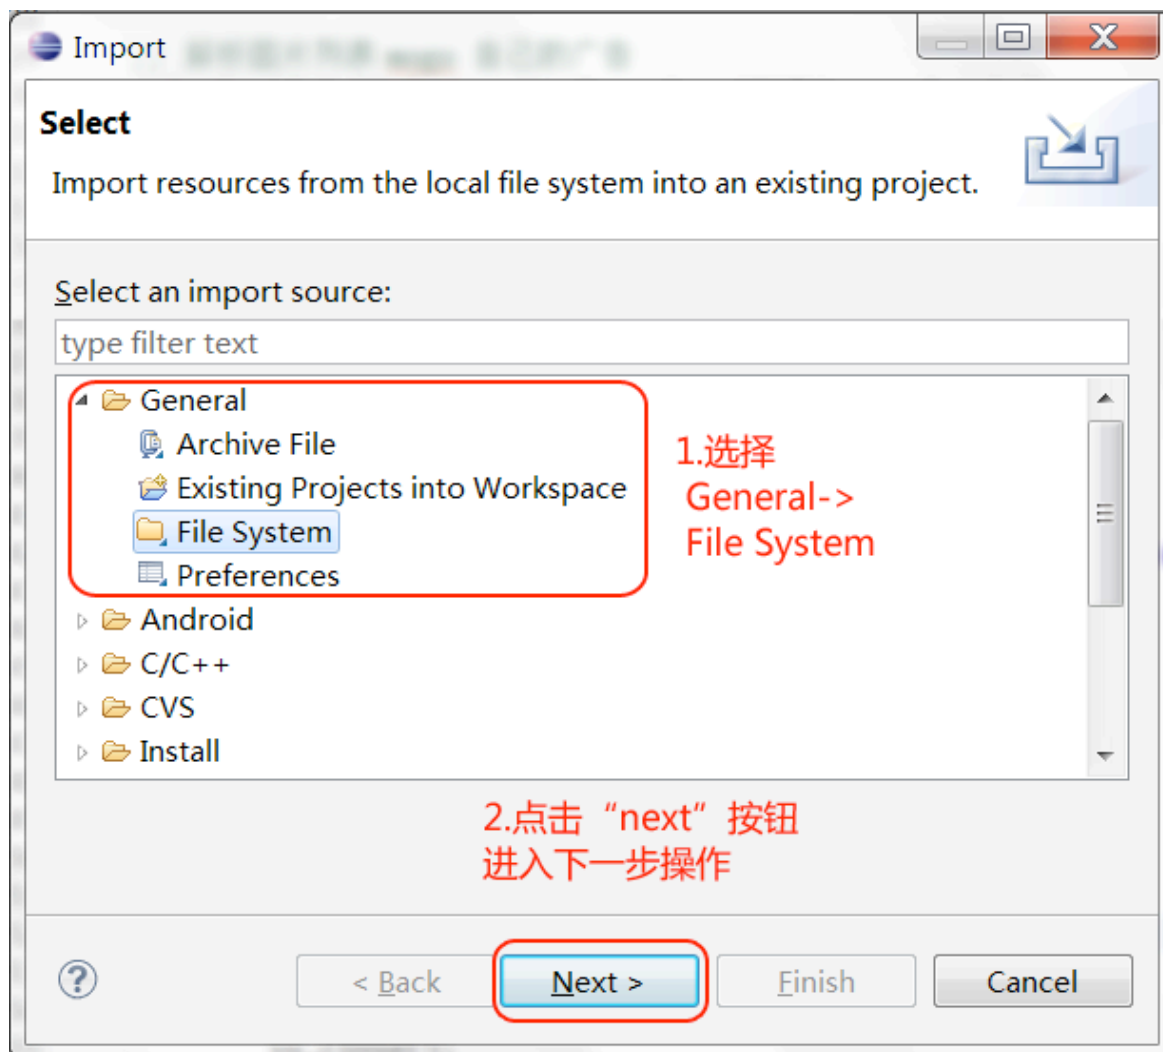 Import
Select
Import resources from the local file system into an existing project.
Select an import source:
type filter text
General
Archive File
Existing Projects into Workspace
File System
Preferences
Android
C/C++
CVS
Install
1.选择
General->
File System
2.点击“next”按钮
进入下一步操作
?
< Back
Next >
Finish
Cancel